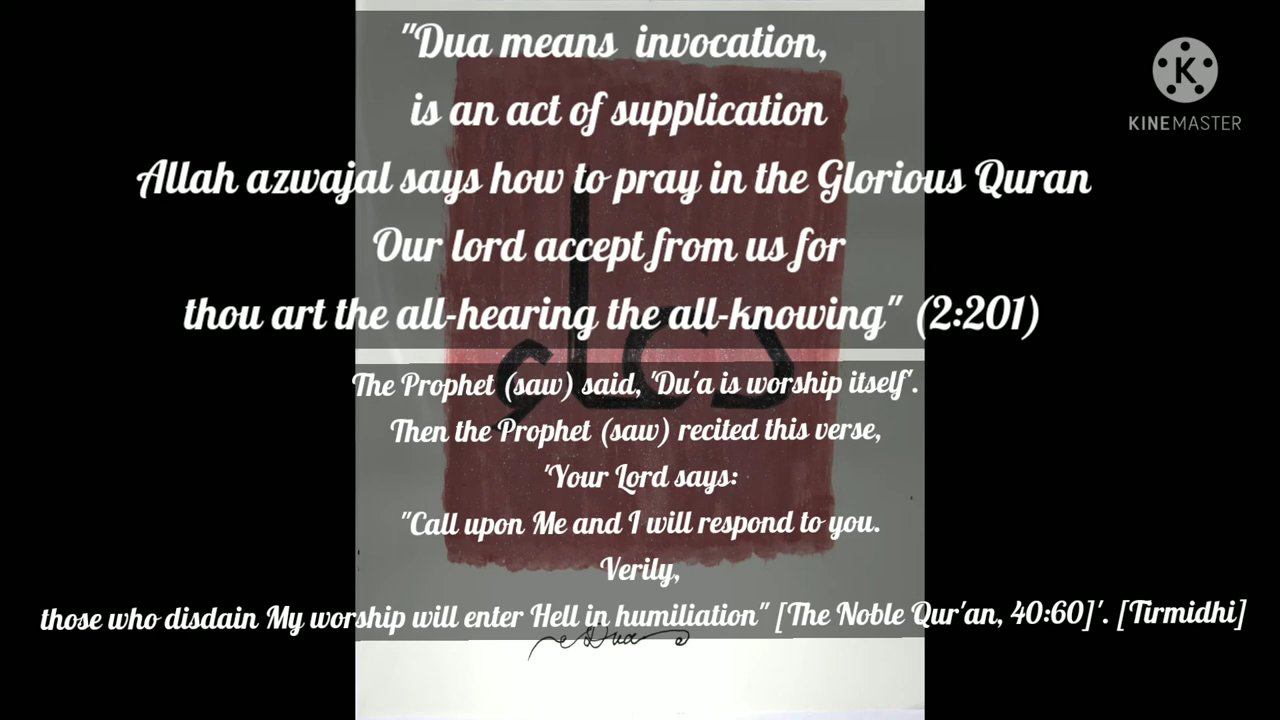 "Dua means invocation,
is an act of supplication
Allah azwajal says how to pray in the Glorious Quran
Our lord accept from us for
thou art the all-hearing the all-knowing" (2:201)
KINEMASTER
دعاء
The Prophet (saw) said, 'Du'a is worship itself'.
Then the Prophet (saw) recited this verse,
'Your Lord says:
"Call upon Me and I will respond to you.
Verily,
those who disdain My worship will enter Hell in humiliation" [The Noble Qur'an, 40:60]'. [Tirmidhi]
Dua